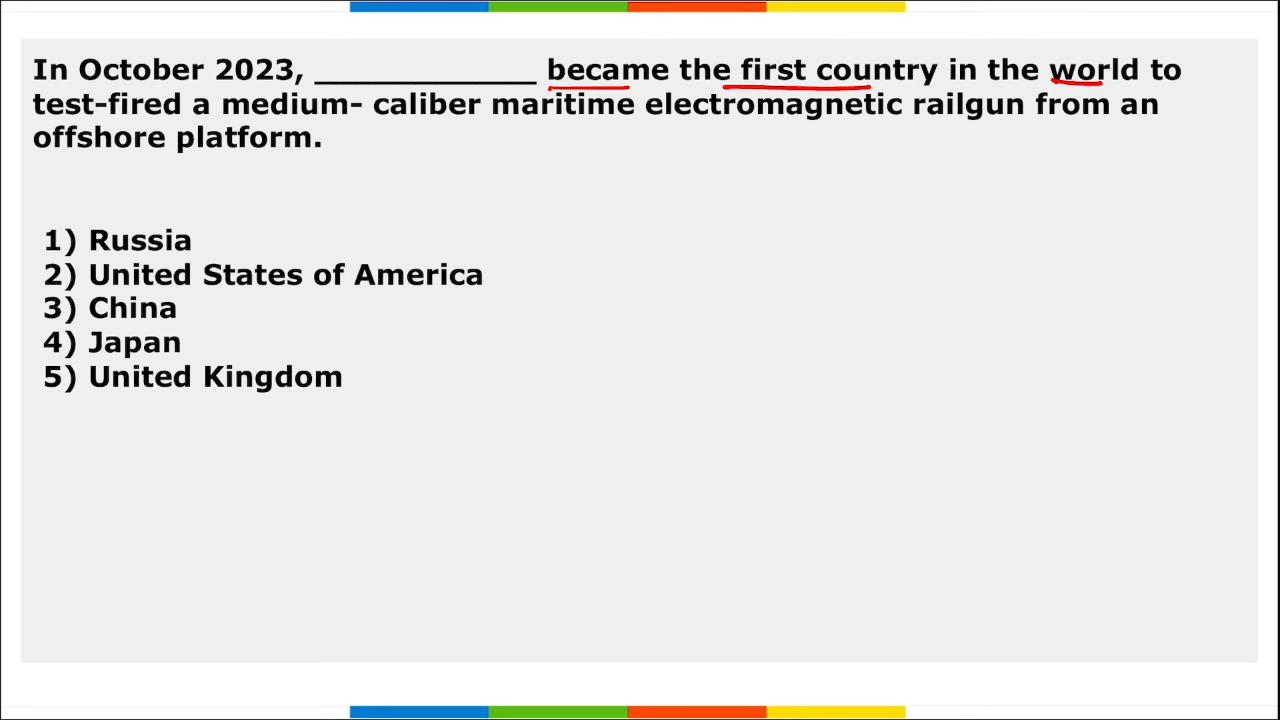 In October 2023, _____________ became the first country in the world to
test-fired a medium- caliber maritime electromagnetic railgun from an
offshore platform.
1) Russia
2) United States of America
3) China
4) Japan
5) United Kingdom